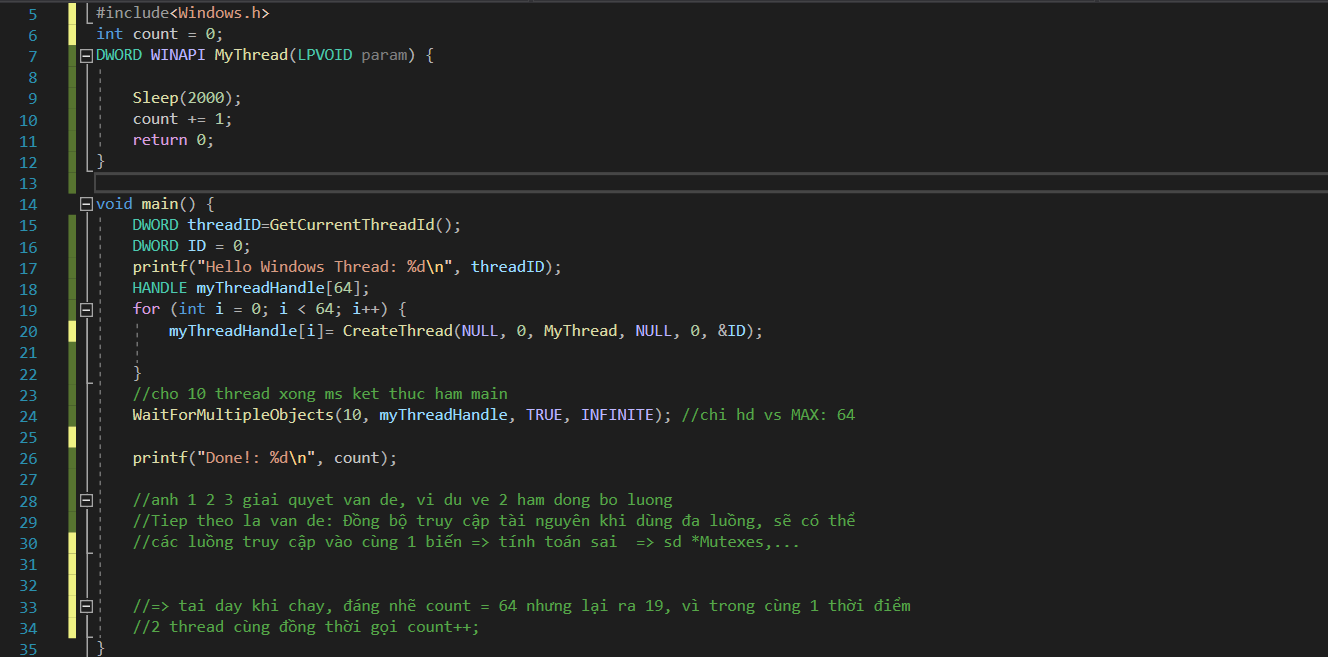 5 #include<Windows.h>
6 int count = 0;
7 DWORD WINAPI MyThread(LPVOID param) {
8
9 Sleep(2000);
10 count += 1;
11 return 0;
12 }
13
14 void main() {
15 DWORD threadID=GetCurrentThreadId();
16 DWORD ID = 0;
17 printf("Hello Windows Thread: %d\n", threadID);
18 HANDLE myThreadHandle[64];
19 for (int i = 0; i < 64; i++) {
20 myThreadHandle[i]= CreateThread(NULL, 0, MyThread, NULL, 0, &ID);
21
22 }
23 //cho 10 thread xong ms ket thuc ham main
24 WaitForMultipleObjects(10, myThreadHandle, TRUE, INFINITE); //chi hd vs MAX: 64
25
26 printf("Done!: %d\n", count);
27
28 //anh 1 2 3 giai quyet van de, vi du ve 2 ham dong bo luong
29 //Tiep theo la van de: Đồng bộ truy cập tài nguyên khi dùng đa luồng, sẽ có thể
30 //các luồng truy cập vào cùng 1 biến => tính toán sai  => sd *Mutexes,...
31
32
33 //=> tai day khi chay, đáng nhẽ count = 64 nhưng lại ra 19, vì trong cùng 1 thời điểm
34 //2 thread cùng đồng thời gọi count++;
35 }